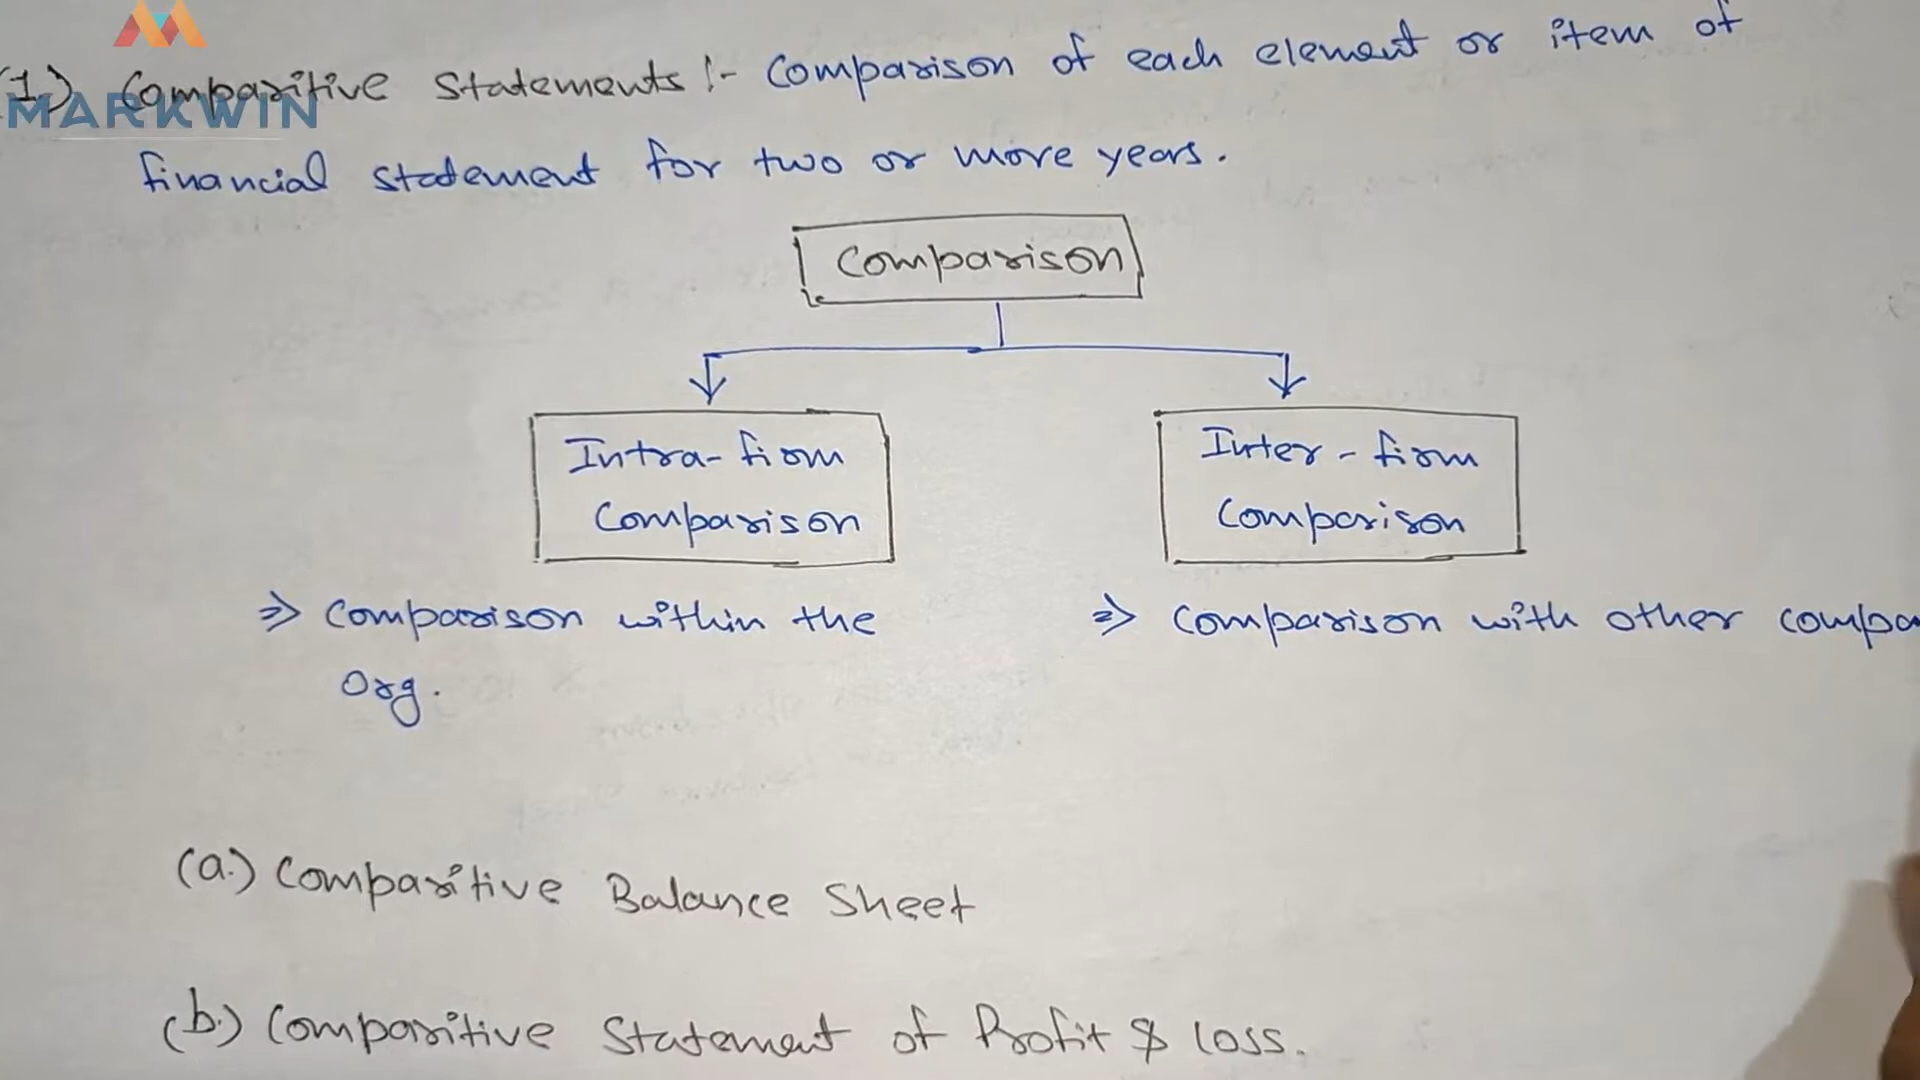 (1.) Comparitive Statements :- Comparison of each element or item of
MARKWIN
financial statement for two or more years.
Comparison
Intra-firm
Comparison
Inter-firm
Comparison
⇒ Comparison within the
Org.
⇒ Comparison with other compa
(a.) Comparitive Balance Sheet
(b.) Comparitive Statement of Profit & Loss.